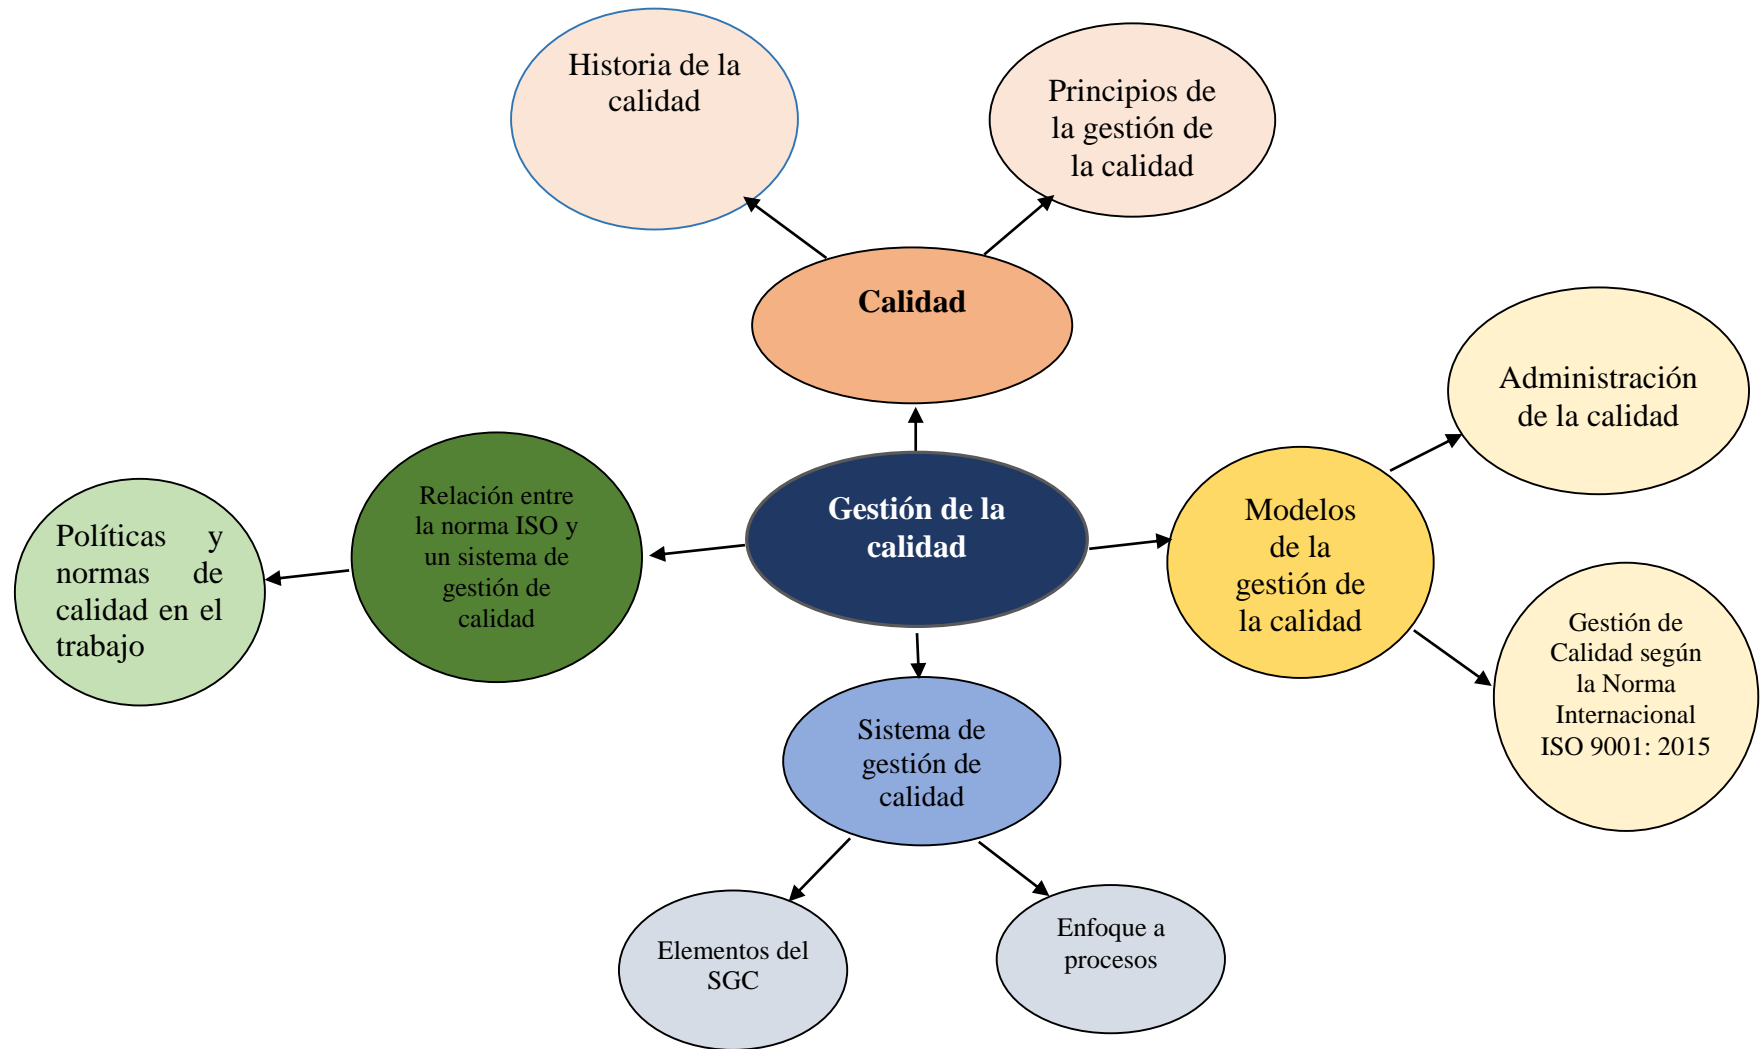 Historia de la
calidad
Principios de
la gestión de
la calidad
Calidad
Administración
de la calidad
Gestión de la
calidad
Modelos
de la
gestión de
la calidad
Relación entre
la norma ISO y
un sistema de
gestión de
calidad
Políticas y
normas de
calidad en el
trabajo
Gestión de
Calidad según
la Norma
Internacional
ISO 9001: 2015
Sistema de
gestión de
calidad
Elementos del
SGC
Enfoque a
procesos